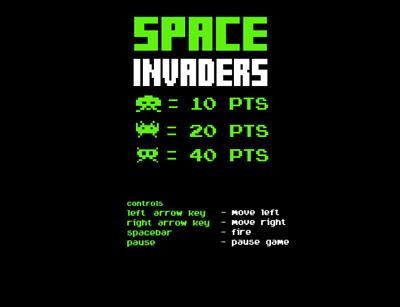 SPACE
INVADERS
= 10 PTS
= 20 PTS
= 40 PTS
controls
left arrow key - move left
right arrow key - move right
spacebar - fire
pause - pause game